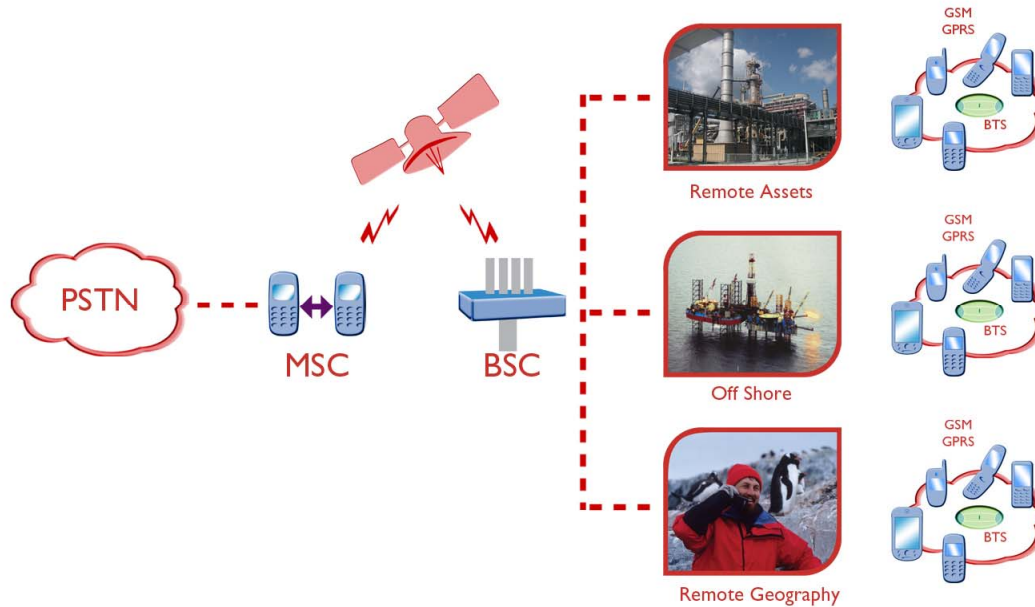 GSM
GPRS
BTS
Remote Assets
GSM
GPRS
BTS
PSTN
MSC
BSC
Off Shore
GSM
GPRS
BTS
Remote Geography